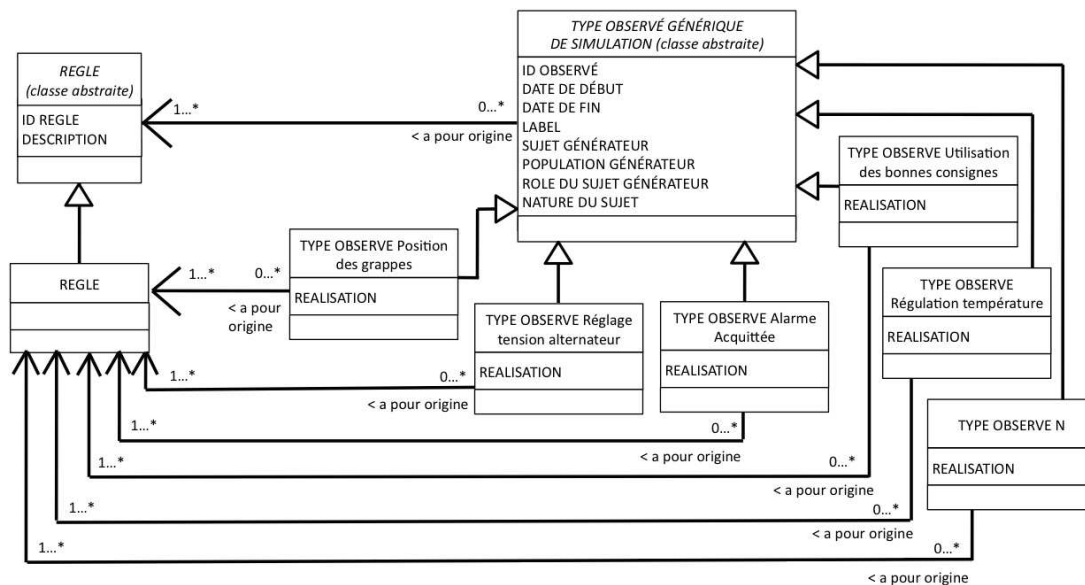 TYPE OBSERVÉ GÉNÉRIQUE
DE SIMULATION (classe abstraite)
ID OBSERVÉ
DATE DE DÉBUT
DATE DE FIN
LABEL
SUJET GÉNÉRATEUR
POPULATION GÉNÉRATEUR
ROLE DU SUJET GÉNÉRATEUR
NATURE DU SUJET
REGLE
(classe abstraite)
ID REGLE
DESCRIPTION
1...*
0...*
< a pour origine
TYPE OBSERVE Utilisation
des bonnes consignes
REALISATION
TYPE OBSERVE Position
des grappes
REALISATION
1...*
0...*
< a pour
origine
REGLE
TYPE OBSERVE
Régulation température
REALISATION
TYPE OBSERVE Réglage
tension alternateur
REALISATION
TYPE OBSERVE Alarme
Acquittée
REALISATION
1...*
0...*
< a pour origine
TYPE OBSERVE N
REALISATION
1...*
0...*
< a pour origine
1...*
0...*
< a pour origine
1...*
0...*
< a pour origine
1...*
0...*
< a pour origine